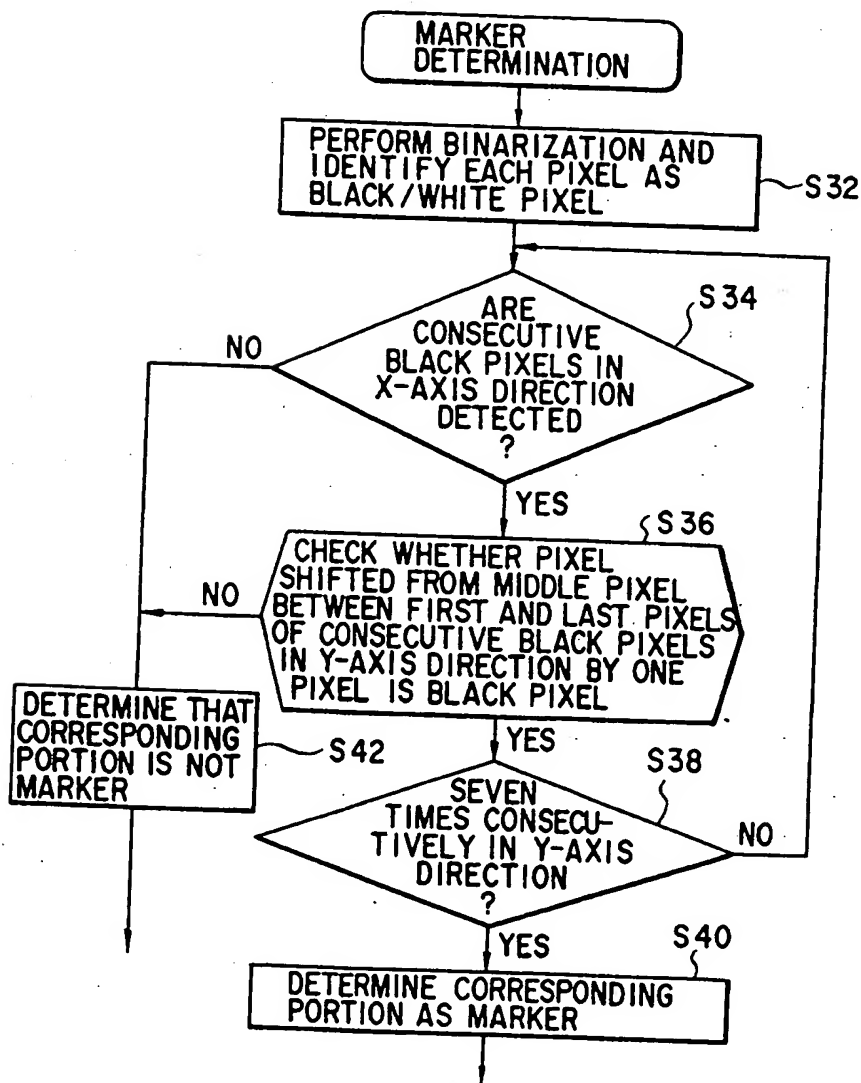 MARKER
DETERMINATION
PERFORM BINARIZATION AND
IDENTIFY EACH PIXEL AS
BLACK/WHITE PIXEL
S32
S34
ARE
CONSECUTIVE
BLACK PIXELS IN
X-AXIS DIRECTION
DETECTED
?
NO
YES
S36
CHECK WHETHER PIXEL
SHIFTED FROM MIDDLE PIXEL
BETWEEN FIRST AND LAST PIXELS
OF CONSECUTIVE BLACK PIXELS
IN Y-AXIS DIRECTION BY ONE
PIXEL IS BLACK PIXEL
NO
YES
DETERMINE THAT
CORRESPONDING
PORTION IS NOT
MARKER
S42
S38
SEVEN
TIMES CONSECU-
TIVELY IN Y-AXIS
DIRECTION
?
NO
YES
S40
DETERMINE CORRESPONDING
PORTION AS MARKER